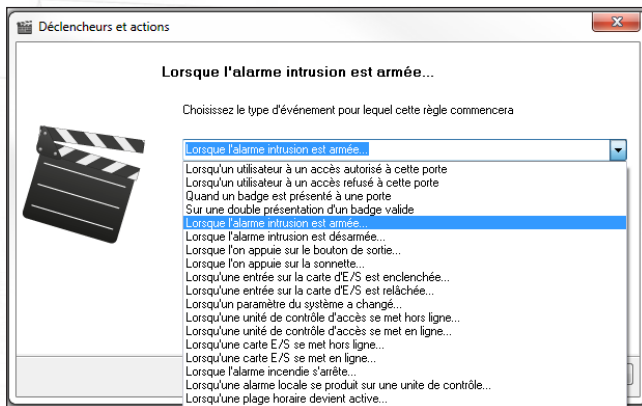 Déclencheurs et actions
Lorsque l'alarme intrusion est armée...
Choisissez le type d'événement pour lequel cette règle commencera
Lorsque l'alarme intrusion est armée...
Lorsqu'un utilisateur à un accès autorisé à cette porte
Lorsqu'un utilisateur à un accès refusé à cette porte
Quand un badge est présenté à une porte
Sur une double présentation d'un badge valide
Lorsque l'alarme intrusion est armée...
Lorsque l'alarme intrusion est désarmée...
Lorsque l'on appuie sur le bouton de sortie...
Lorsque l'on appuie sur la sonnette...
Lorsqu'une entrée sur la carte d'E/S est enclenchée...
Lorsqu'une entrée sur la carte d'E/S est relâchée...
Lorsqu'un paramètre du système a changé...
Lorsqu'une unité de contrôle d'accès se met hors ligne...
Lorsqu'une unité de contrôle d'accès se met en ligne...
Lorsqu'une carte E/S se met hors ligne...
Lorsqu'une carte E/S se met en ligne...
Lorsque l'alarme incendie s'arrête...
Lorsqu'une alarme locale se produit sur une unite de contrôle...
Lorsqu'une plage horaire devient active...